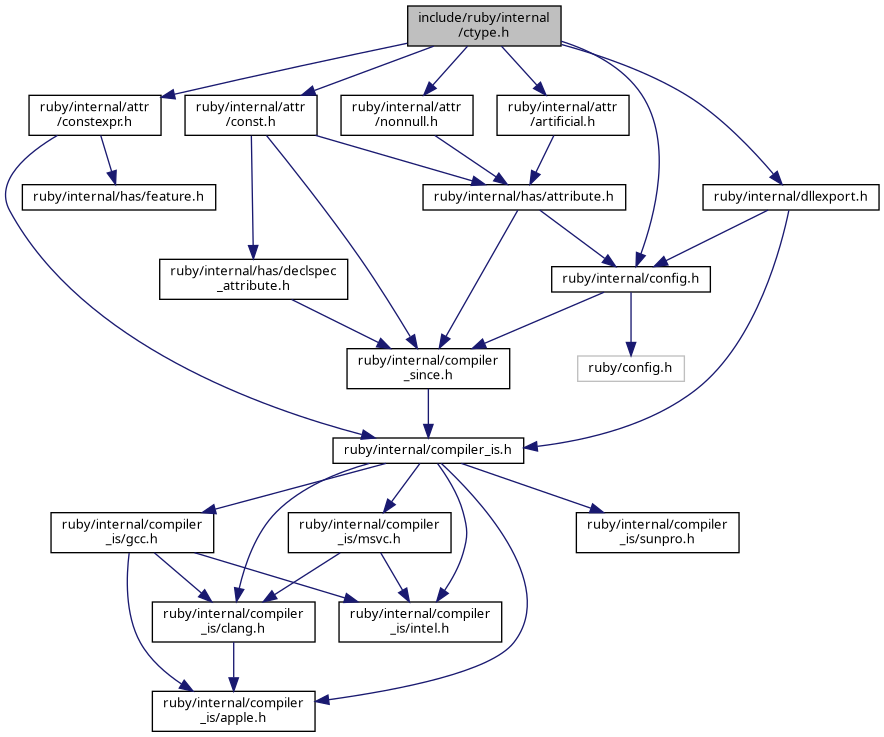 include/ruby/internal
/ctype.h
ruby/internal/attr
/constexpr.h
ruby/internal/attr
/const.h
ruby/internal/attr
/nonnull.h
ruby/internal/attr
/artificial.h
ruby/internal/has/feature.h
ruby/internal/has/attribute.h
ruby/internal/dllexport.h
ruby/internal/has/declspec
_attribute.h
ruby/internal/config.h
ruby/internal/compiler
_since.h
ruby/config.h
ruby/internal/compiler_is.h
ruby/internal/compiler
_is/gcc.h
ruby/internal/compiler
_is/msvc.h
ruby/internal/compiler
_is/sunpro.h
ruby/internal/compiler
_is/clang.h
ruby/internal/compiler
_is/intel.h
ruby/internal/compiler
_is/apple.h